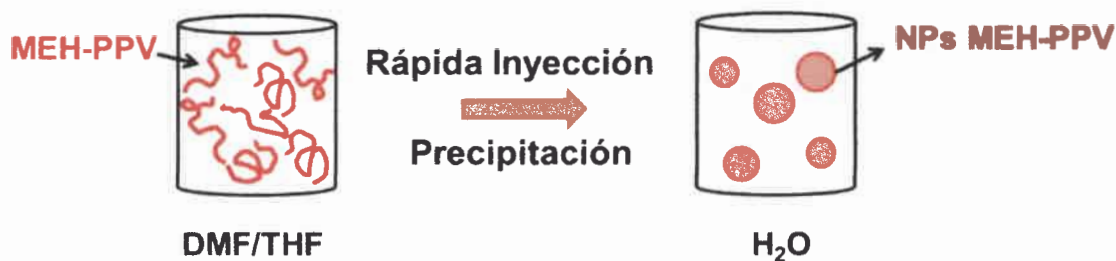 MEH-PPV
Rápida Inyección
Precipitación
NPs MEH-PPV
DMF/THF
H₂O